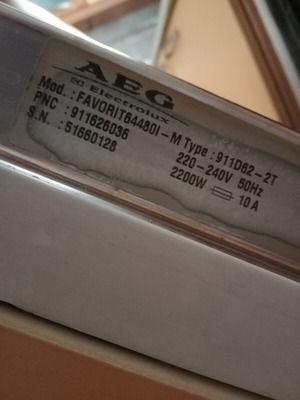 AEG
Electrolux
Mod.: FAVORIT64480I-M Type: 911D62-2T
PNC: 911626036 220-240V 50Hz
S.N.: 51660128 2200W 10A